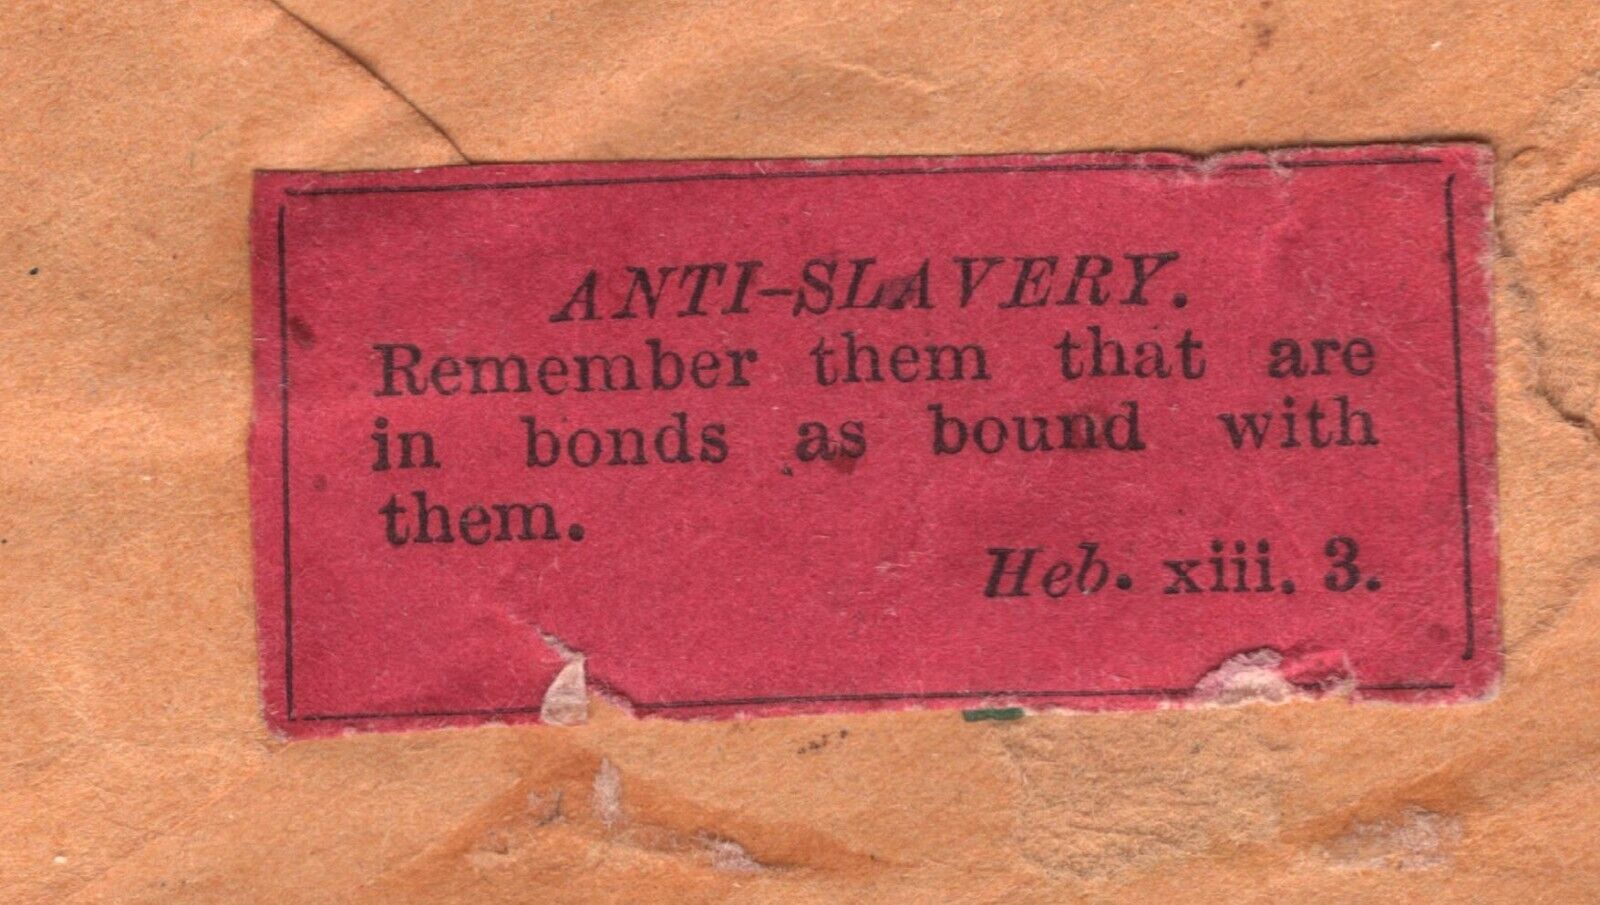 ANTI-SLAVERY.
Remember them that are
in bonds as bound with
them.
Heb. xiii. 3.